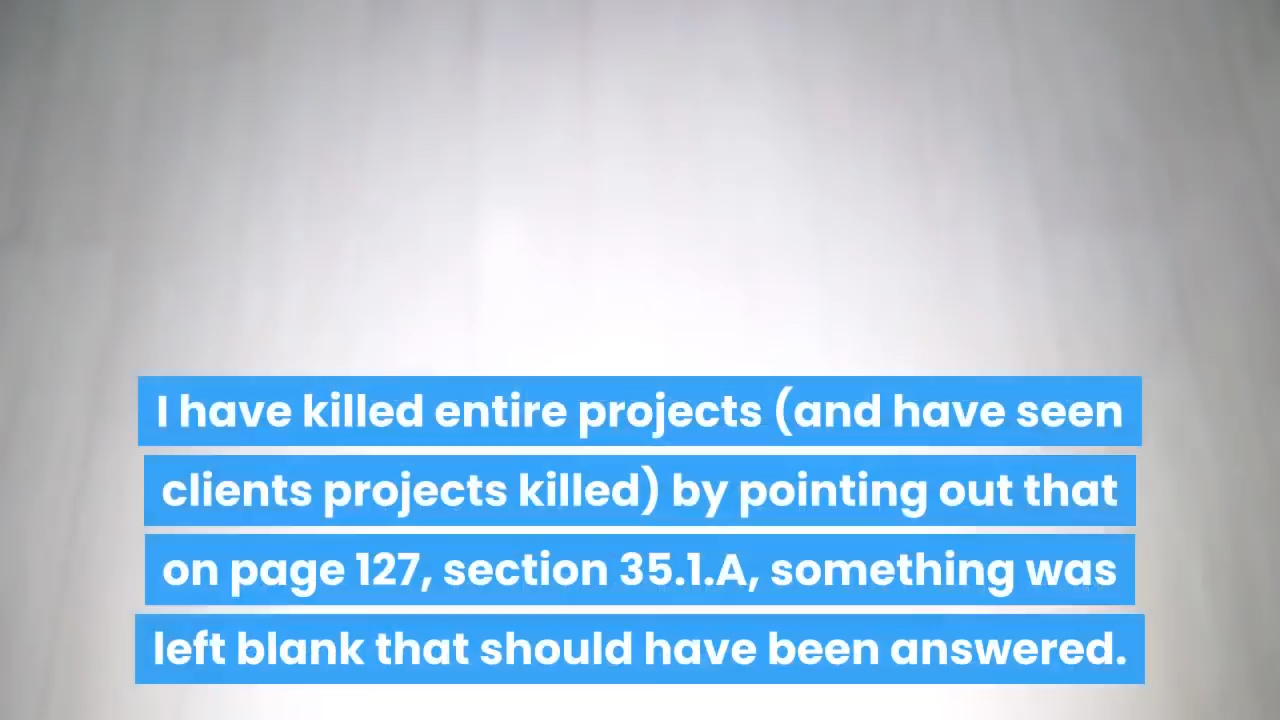 I have killed entire projects (and have seen
clients projects killed) by pointing out that
on page 127, section 35.1.A, something was
left blank that should have been answered.